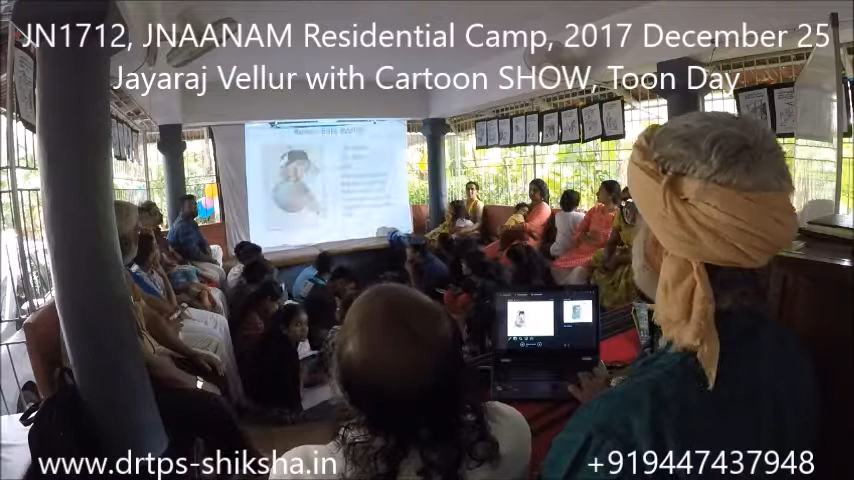 JN1712, JNAANAM Residential Camp, 2017 December 25
Jayaraj Vellur with Cartoon SHOW, Toon Day
www.drtps-shiksha.in
+919447437948